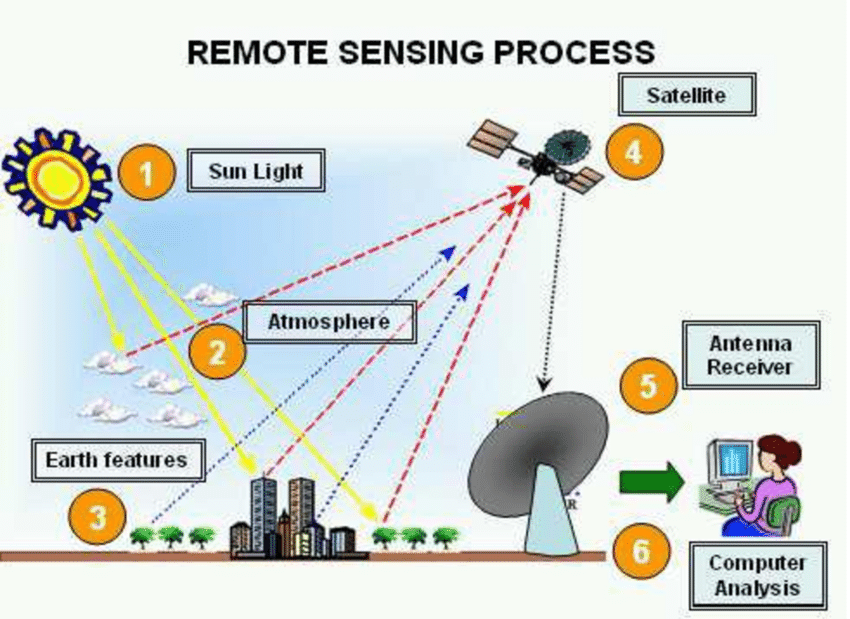 REMOTE SENSING PROCESS
Satellite
4
1
Sun Light
Atmosphere
2
Antenna
Receiver
5
Earth features
3
R
6
Computer
Analysis